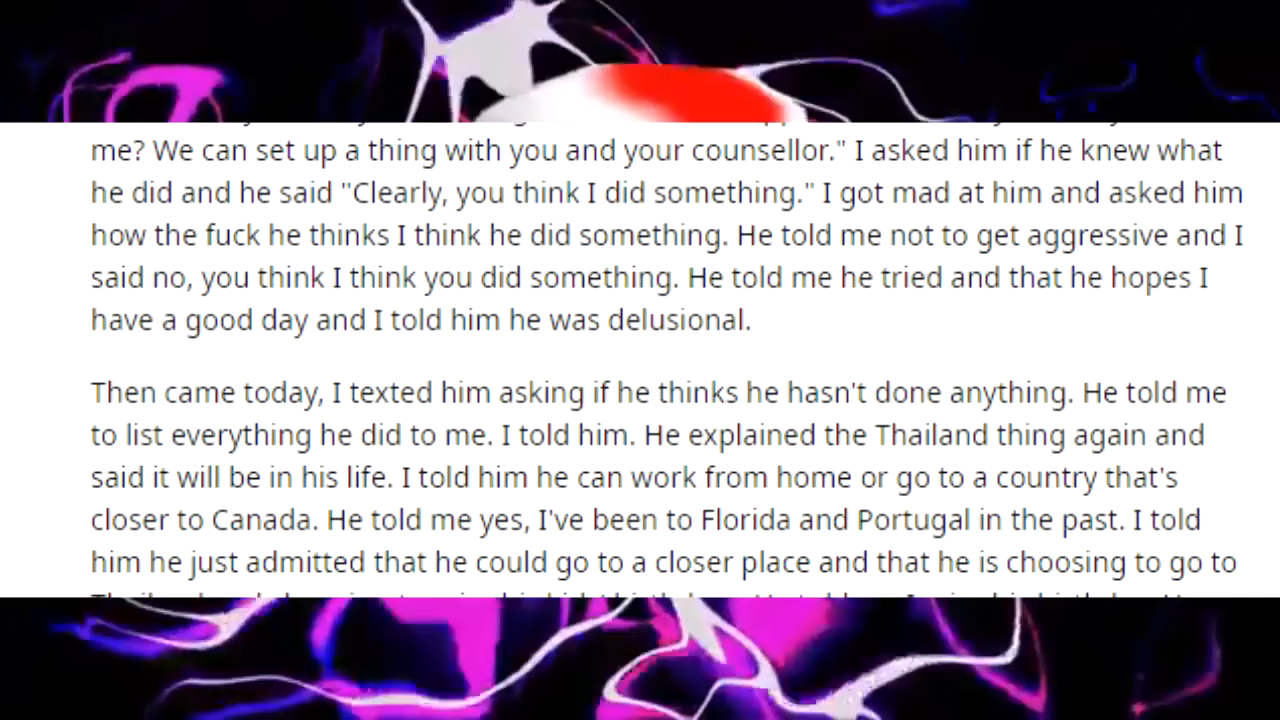 me? We can set up a thing with you and your counsellor." I asked him if he knew what
he did and he said "Clearly, you think I did something." I got mad at him and asked him
how the fuck he thinks I think he did something. He told me not to get aggressive and I
said no, you think I think you did something. He told me he tried and that he hopes I
have a good day and I told him he was delusional.
Then came today, I texted him asking if he thinks he hasn't done anything. He told me
to list everything he did to me. I told him. He explained the Thailand thing again and
said it will be in his life. I told him he can work from home or go to a country that's
closer to Canada. He told me yes, I've been to Florida and Portugal in the past. I told
him he just admitted that he could go to a closer place and that he is choosing to go to